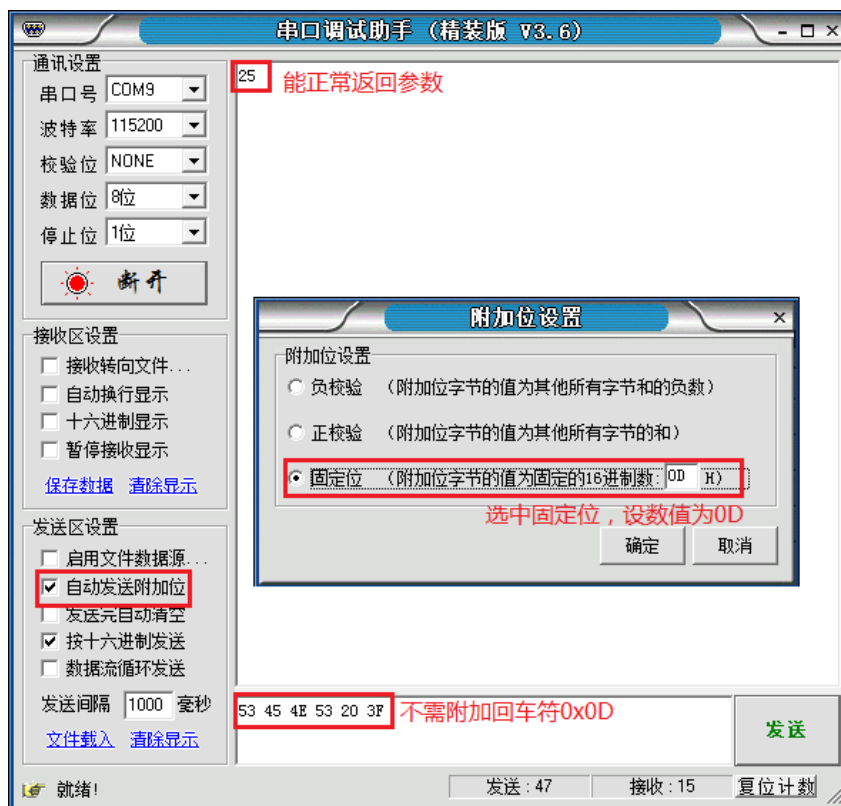 串口调试助手 (精装版 V3.6)
通讯设置
串口号 COM9
波特率 115200
校验位 NONE
数据位 8位
停止位 1位
断开
接收区设置
接收转向文件...
自动换行显示
十六进制显示
暂停接收显示
保存数据 清除显示
发送区设置
启用文件数据源...
自动发送附加位
发送完自动清空
按十六进制发送
数据流循环发送
发送间隔 1000 毫秒
文件载入 清除显示
25 能正常返回参数
附加位设置
附加位设置
负校验 (附加位字节的值为其他所有字节和的负数)
正校验 (附加位字节的值为其他所有字节的和)
固定位 (附加位字节的值为固定的16进制数: 0D H)
选中固定位，设数值为0D
确定 取消
53 45 4E 53 20 3F 不需附加回车符0x0D
发送
就绪! 发送:47 接收:15 复位计数